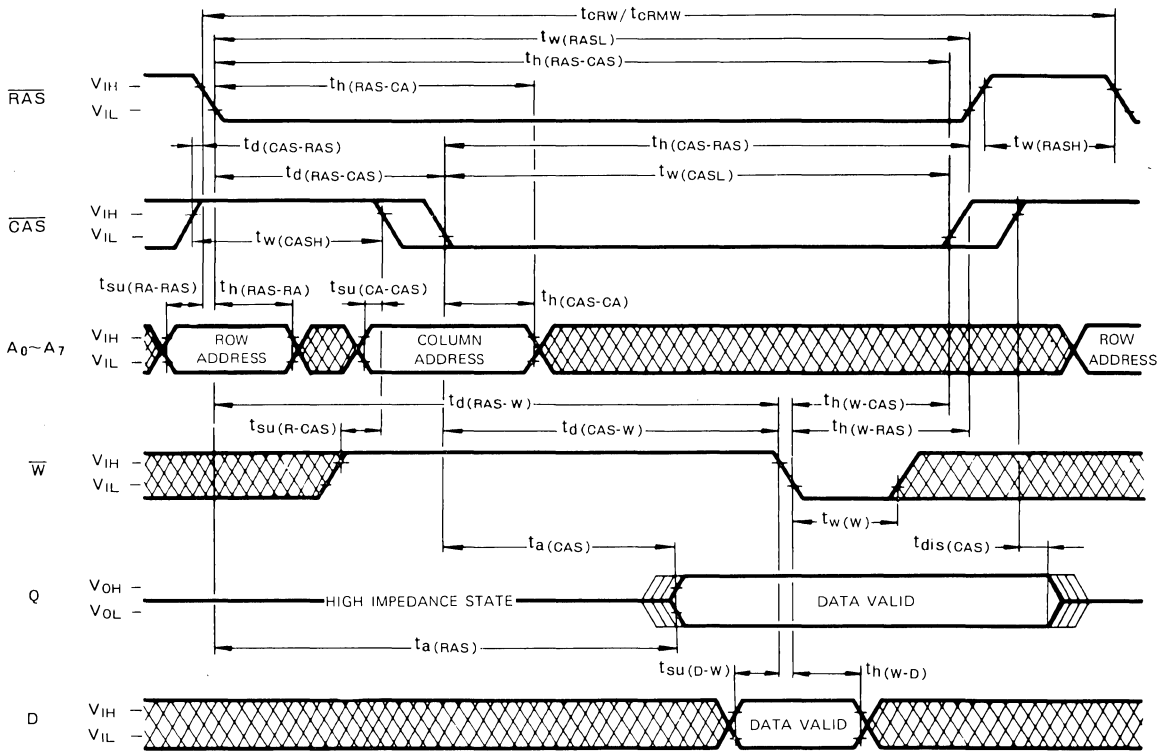 tCRW/tCRMW
tW(RASL)
th(RAS-CAS)
th(RAS-CA)
RAS
VIH
VIL
td(CAS-RAS)
th(CAS-RAS)
tW(RASH)
td(RAS-CAS)
tW(CASL)
CAS
VIH
VIL
tW(CASH)
tsu(RA-RAS)
th(RAS-RA)
tsu(CA-CAS)
th(CAS-CA)
A0~A7
VIH
VIL
ROW ADDRESS
COLUMN ADDRESS
ROW ADDRESS
td(RAS-W)
th(W-CAS)
tsu(R-CAS)
td(CAS-W)
th(W-RAS)
W
VIH
VIL
tW(W)
ta(CAS)
tdis(CAS)
Q
VOH
VOL
HIGH IMPEDANCE STATE
DATA VALID
ta(RAS)
tsu(D-W)
th(W-D)
D
VIH
VIL
DATA VALID